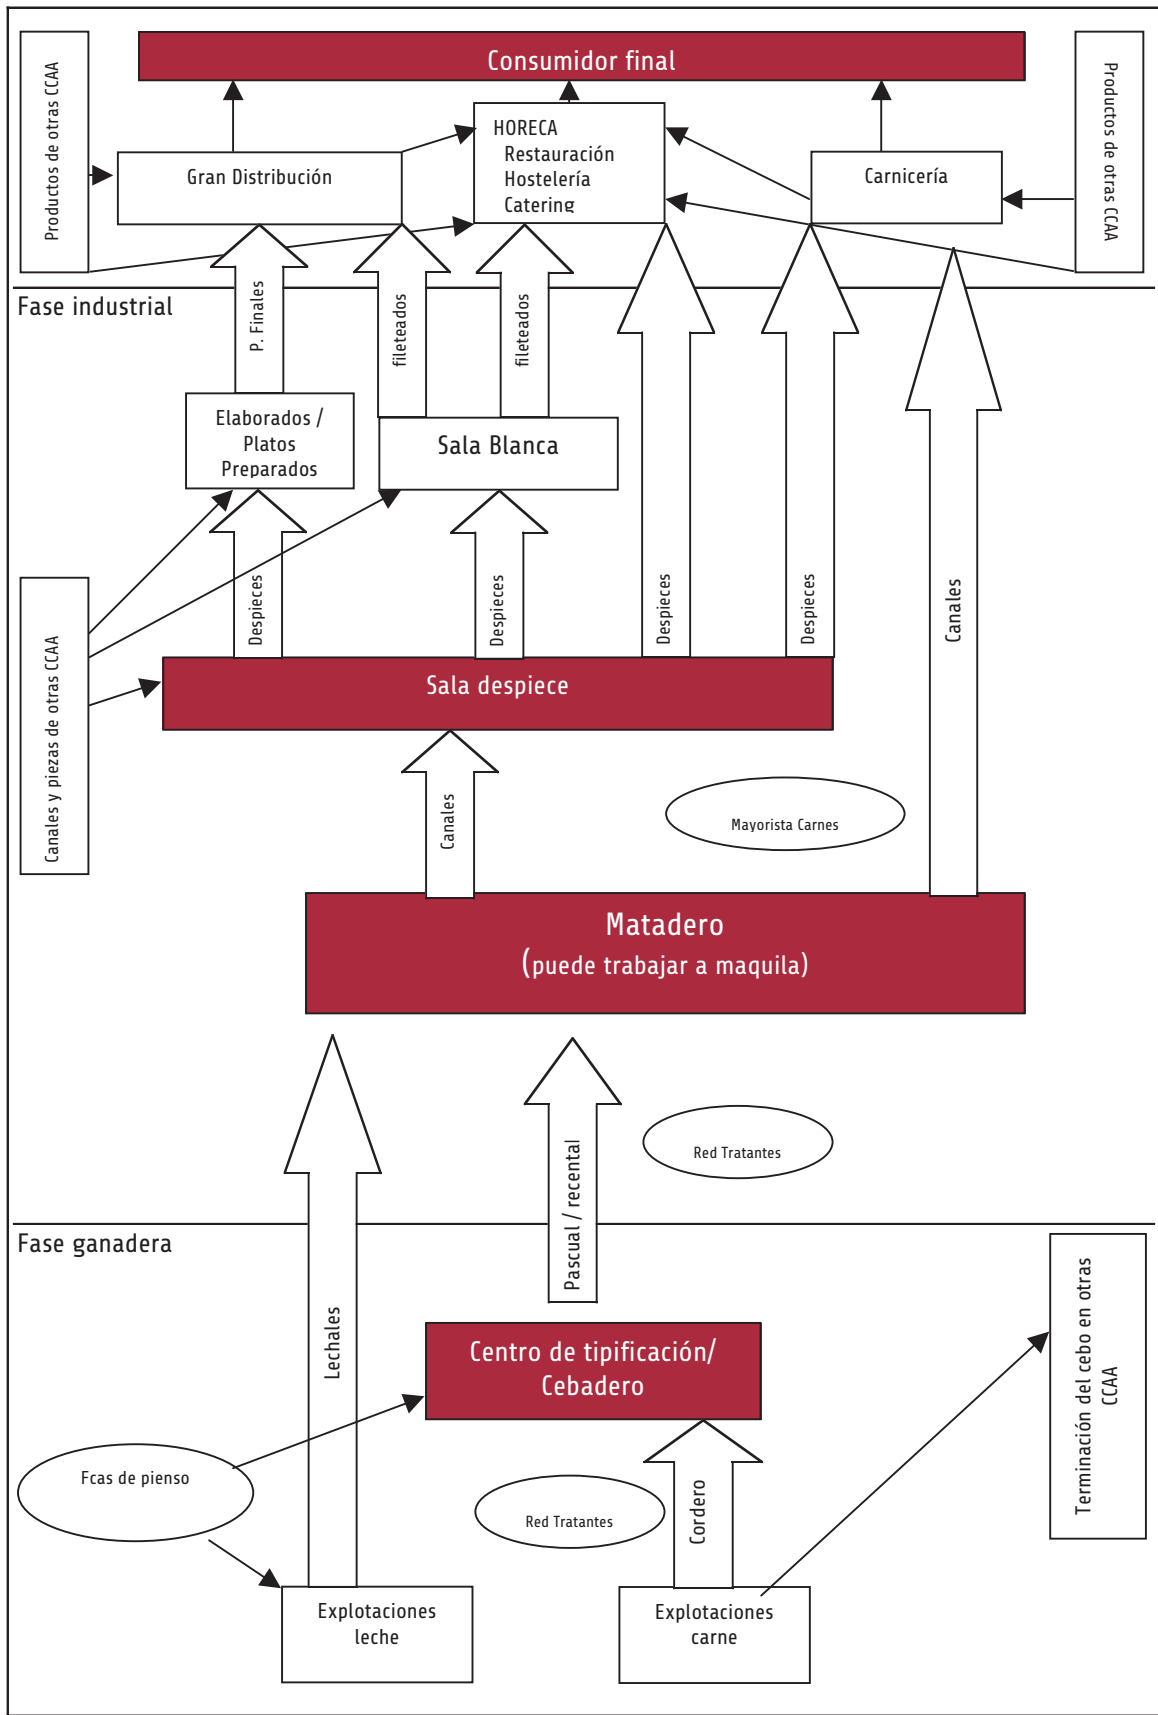 Consumidor final
Productos de otras CCAA
Productos de otras CCAA
HORECA
Restauración
Hostelería
Catering
Gran Distribución
Carnicería
Fase industrial
P. Finales
fileteados
fileteados
Elaborados /
Platos
Preparados
Sala Blanca
Despieces
Despieces
Despieces
Despieces
Canales
Canales y piezas de otras CCAA
Sala despiece
Canales
Mayorista Carnes
Matadero
(puede trabajar a maquila)
Red Tratantes
Pascual / recental
Fase ganadera
Lechales
Centro de tipificación/
Cebadero
Terminación del cebo en otras
CCAA
Fcas de pienso
Red Tratantes
Cordero
Explotaciones
leche
Explotaciones
carne